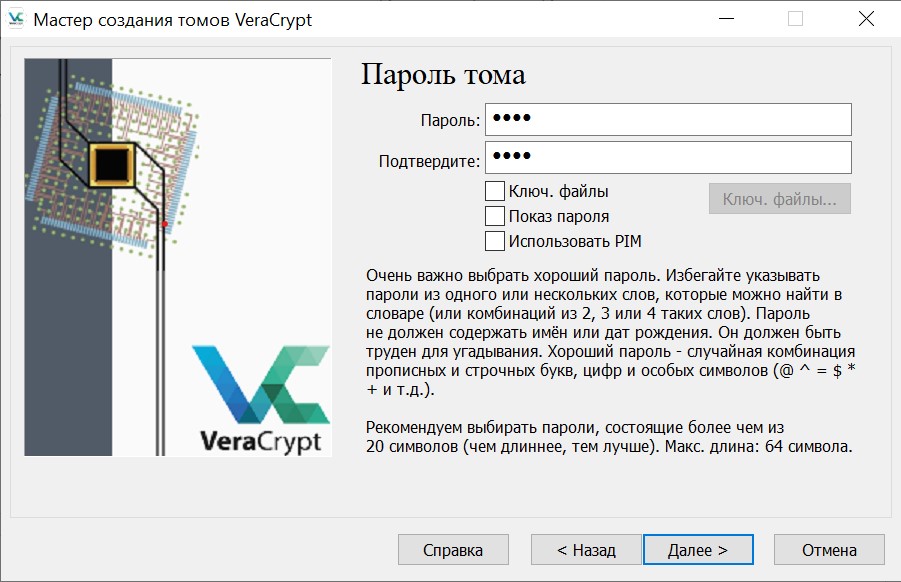 Мастер создания томов VeraCrypt
Пароль тома
Пароль: ••••
Подтвердите: ••••
Ключ. файлы
Ключ. файлы...
Показ пароля
Использовать PIM
Очень важно выбрать хороший пароль. Избегайте указывать
пароли из одного или нескольких слов, которые можно найти в
словаре (или комбинаций из 2, 3 или 4 таких слов). Пароль
не должен содержать имён или дат рождения. Он должен быть
труден для угадывания. Хороший пароль - случайная комбинация
прописных и строчных букв, цифр и особых символов (@ ^ = $ *
+ и т.д.).
Рекомендуем выбирать пароли, состоящие более чем из
20 символов (чем длиннее, тем лучше). Макс. длина: 64 символа.
VeraCrypt
Справка
< Назад
Далее >
Отмена